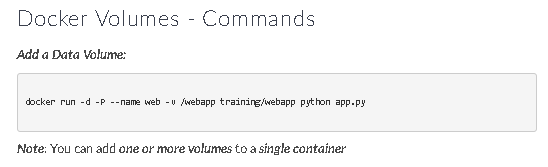 Docker Volumes - Commands
Add a Data Volume:
docker run -d -P --name web -v /webapp training/webapp python app.py
Note: You can add one or more volumes to a single container